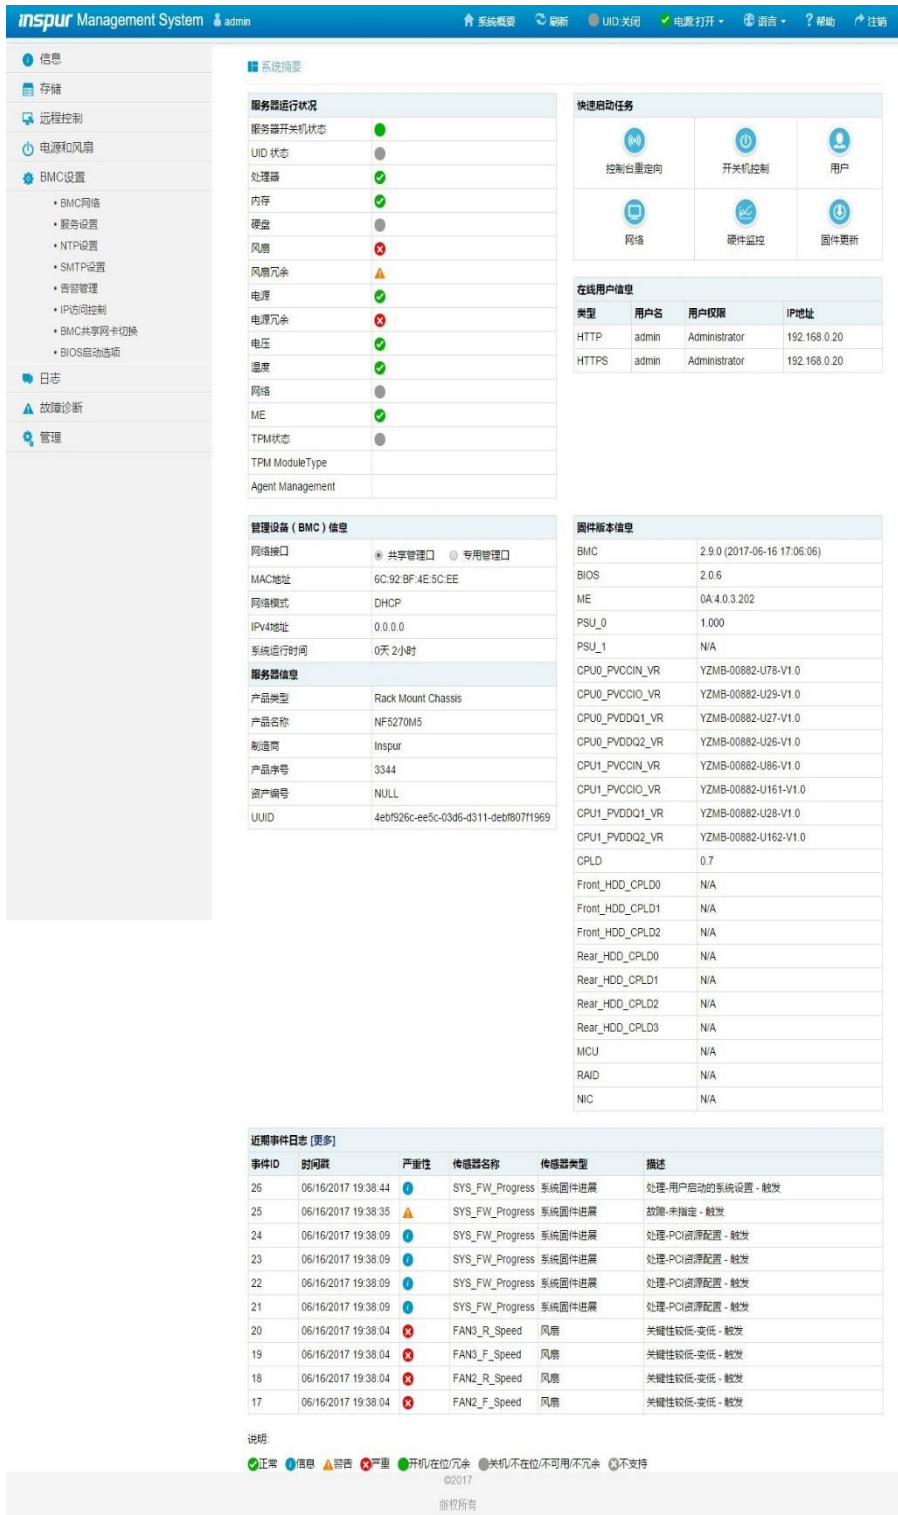 inspur Management System admin 系统概要 刷新 UID:关闭 电源:打开 语言 帮助 注销
信息
存储
远程控制
电源和风扇
BMC设置
• BMC网络
• 服务设置
• NTP设置
• SMTP设置
• 告警管理
• IP访问控制
• BMC共享网卡切换
• BIOS启动选项
日志
故障诊断
管理
系统摘要
服务器运行状况
服务器开关机状态
UID 状态
处理器
内存
硬盘
风扇
风扇冗余
电源
电源冗余
电压
温度
网络
ME
TPM状态
TPM ModuleType
Agent Management
快速启动任务
控制台重定向 开关机控制 用户
网络 硬件监控 固件更新
在线用户信息
类型 用户名 用户权限 IP地址
HTTP admin Administrator 192.168.0.20
HTTPS admin Administrator 192.168.0.20
管理设备（BMC）信息
网络接口 共享管理口 专用管理口
MAC地址 6C:92:BF:4E:5C:EE
网络模式 DHCP
IPv4地址 0.0.0.0
系统运行时间 0天 2小时
服务器信息
产品类型 Rack Mount Chassis
产品名称 NF5270M5
制造商 Inspur
产品序号 3344
资产编号 NULL
UUID 4ebf926c-ee5c-03d6-d311-debf807f1969
固件版本信息
BMC 2.9.0 (2017-06-16 17:06:06)
BIOS 2.0.6
ME 0A:4.0.3.202
PSU_0 1.000
PSU_1 N/A
CPU0_PVCCIN_VR YZMB-00882-U78-V1.0
CPU0_PVCCIO_VR YZMB-00882-U29-V1.0
CPU0_PVDDQ1_VR YZMB-00882-U27-V1.0
CPU0_PVDDQ2_VR YZMB-00882-U26-V1.0
CPU1_PVCCIN_VR YZMB-00882-U86-V1.0
CPU1_PVCCIO_VR YZMB-00882-U161-V1.0
CPU1_PVDDQ1_VR YZMB-00882-U28-V1.0
CPU1_PVDDQ2_VR YZMB-00882-U162-V1.0
CPLD 0.7
Front_HDD_CPLD0 N/A
Front_HDD_CPLD1 N/A
Front_HDD_CPLD2 N/A
Rear_HDD_CPLD0 N/A
Rear_HDD_CPLD1 N/A
Rear_HDD_CPLD2 N/A
Rear_HDD_CPLD3 N/A
MCU N/A
RAID N/A
NIC N/A
近期事件日志 [更多]
事件ID 时间戳 严重性 传感器名称 传感器类型 描述
26 06/16/2017 19:38:44 SYS_FW_Progress 系统固件进展 处理-用户启动的系统设置 - 触发
25 06/16/2017 19:38:35 SYS_FW_Progress 系统固件进展 故障-未指定 - 触发
24 06/16/2017 19:38:09 SYS_FW_Progress 系统固件进展 处理-PCI资源配置 - 触发
23 06/16/2017 19:38:09 SYS_FW_Progress 系统固件进展 处理-PCI资源配置 - 触发
22 06/16/2017 19:38:09 SYS_FW_Progress 系统固件进展 处理-PCI资源配置 - 触发
21 06/16/2017 19:38:09 SYS_FW_Progress 系统固件进展 处理-PCI资源配置 - 触发
20 06/16/2017 19:38:04 FAN3_R_Speed 风扇 关键性较低-变低 - 触发
19 06/16/2017 19:38:04 FAN3_F_Speed 风扇 关键性较低-变低 - 触发
18 06/16/2017 19:38:04 FAN2_R_Speed 风扇 关键性较低-变低 - 触发
17 06/16/2017 19:38:04 FAN2_F_Speed 风扇 关键性较低-变低 - 触发
说明:
正常 信息 警告 严重 开机/在位/冗余 关机/不在位/不可用/不冗余 不支持
©2017
版权所有